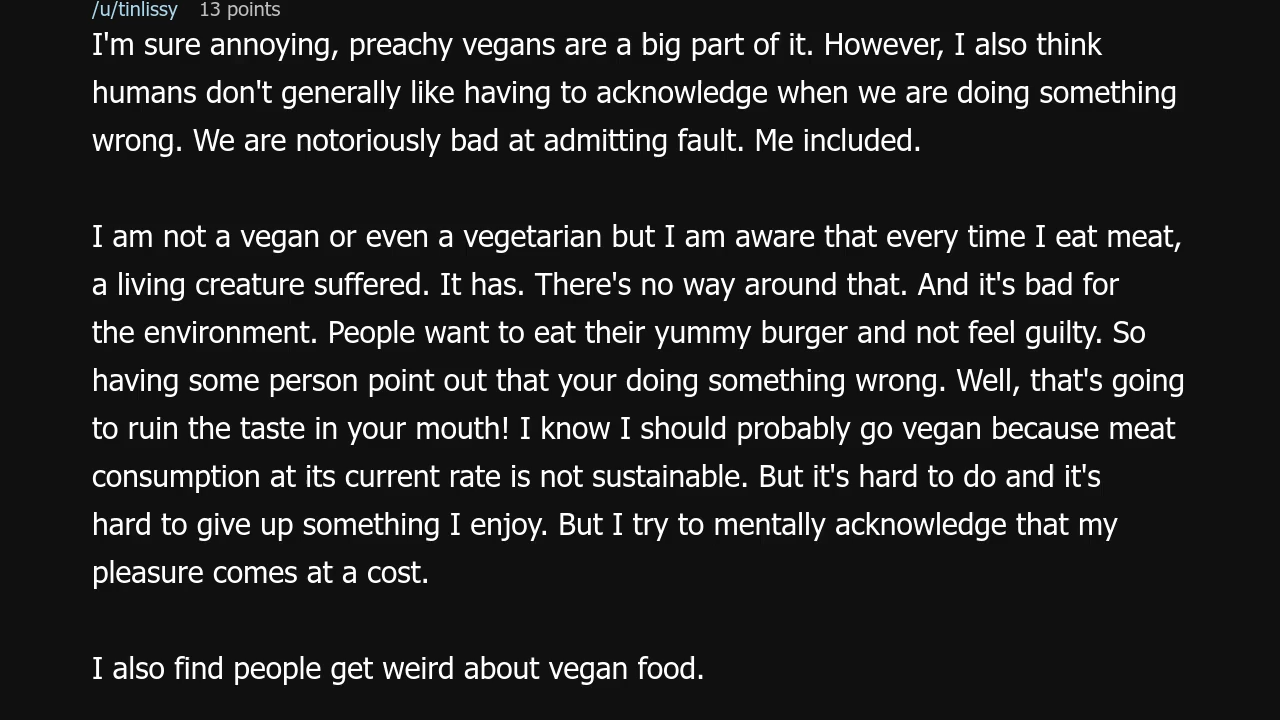 /u/tinlissy 13 points
I'm sure annoying, preachy vegans are a big part of it. However, I also think
humans don't generally like having to acknowledge when we are doing something
wrong. We are notoriously bad at admitting fault. Me included.
I am not a vegan or even a vegetarian but I am aware that every time I eat meat,
a living creature suffered. It has. There's no way around that. And it's bad for
the environment. People want to eat their yummy burger and not feel guilty. So
having some person point out that your doing something wrong. Well, that's going
to ruin the taste in your mouth! I know I should probably go vegan because meat
consumption at its current rate is not sustainable. But it's hard to do and it's
hard to give up something I enjoy. But I try to mentally acknowledge that my
pleasure comes at a cost.
I also find people get weird about vegan food.